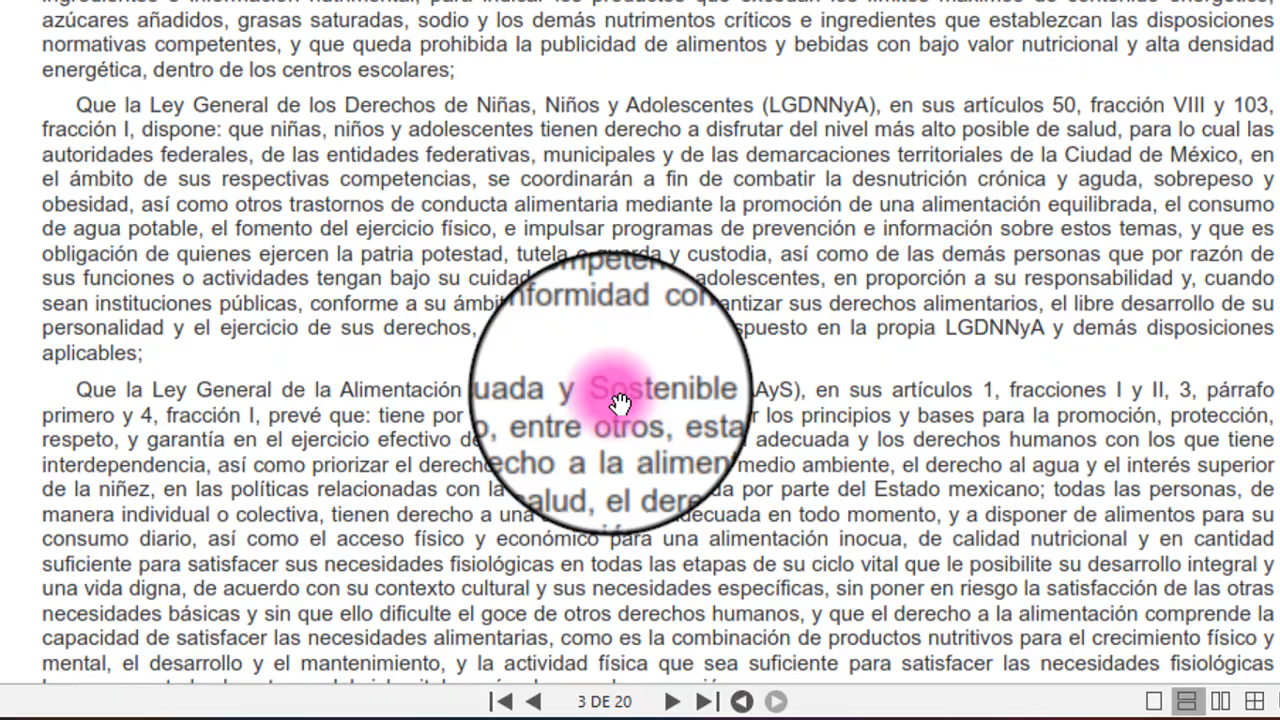 ingredientes e información nutrimental, para indicar los productos que excedan los límites máximos de contenido energético,
azúcares añadidos, grasas saturadas, sodio y los demás nutrimentos críticos e ingredientes que establezcan las disposiciones
normativas competentes, y que queda prohibida la publicidad de alimentos y bebidas con bajo valor nutricional y alta densidad
energética, dentro de los centros escolares;
Que la Ley General de los Derechos de Niñas, Niños y Adolescentes (LGDNNyA), en sus artículos 50, fracción VIII y 103,
fracción I, dispone: que niñas, niños y adolescentes tienen derecho a disfrutar del nivel más alto posible de salud, para lo cual las
autoridades federales, de las entidades federativas, municipales y de las demarcaciones territoriales de la Ciudad de México, en
el ámbito de sus respectivas competencias, se coordinarán a fin de combatir la desnutrición crónica y aguda, sobrepeso y
obesidad, así como otros trastornos de conducta alimentaria mediante la promoción de una alimentación equilibrada, el consumo
de agua potable, el fomento del ejercicio físico, e impulsar programas de prevención e información sobre estos temas, y que es
obligación de quienes ejercen la patria potestad, tutela o guarda y custodia, así como de las demás personas que por razón de
sus funciones o actividades tengan bajo su cuidad adolescentes, en proporción a su responsabilidad y, cuando
sean instituciones públicas, conforme a su ámbit nformidad con antizar sus derechos alimentarios, el libre desarrollo de su
personalidad y el ejercicio de sus derechos, spuesto en la propia LGDNNyA y demás disposiciones
aplicables;
Que la Ley General de la Alimentación uada y Sostenible AyS), en sus artículos 1, fracciones I y II, 3, párrafo
primero y 4, fracción I, prevé que: tiene por o, entre otros, esta r los principios y bases para la promoción, protección,
respeto, y garantía en el ejercicio efectivo de adecuada y los derechos humanos con los que tiene
interdependencia, así como priorizar el derecho echo a la alimen medio ambiente, el derecho al agua y el interés superior
de la niñez, en las políticas relacionadas con la salud, el dere da por parte del Estado mexicano; todas las personas, de
manera individual o colectiva, tienen derecho a una adecuada en todo momento, y a disponer de alimentos para su
consumo diario, así como el acceso físico y económico para una alimentación inocua, de calidad nutricional y en cantidad
suficiente para satisfacer sus necesidades fisiológicas en todas las etapas de su ciclo vital que le posibilite su desarrollo integral y
una vida digna, de acuerdo con su contexto cultural y sus necesidades específicas, sin poner en riesgo la satisfacción de las otras
necesidades básicas y sin que ello dificulte el goce de otros derechos humanos, y que el derecho a la alimentación comprende la
capacidad de satisfacer las necesidades alimentarias, como es la combinación de productos nutritivos para el crecimiento físico y
mental, el desarrollo y el mantenimiento, y la actividad física que sea suficiente para satisfacer las necesidades fisiológicas
3 DE 20